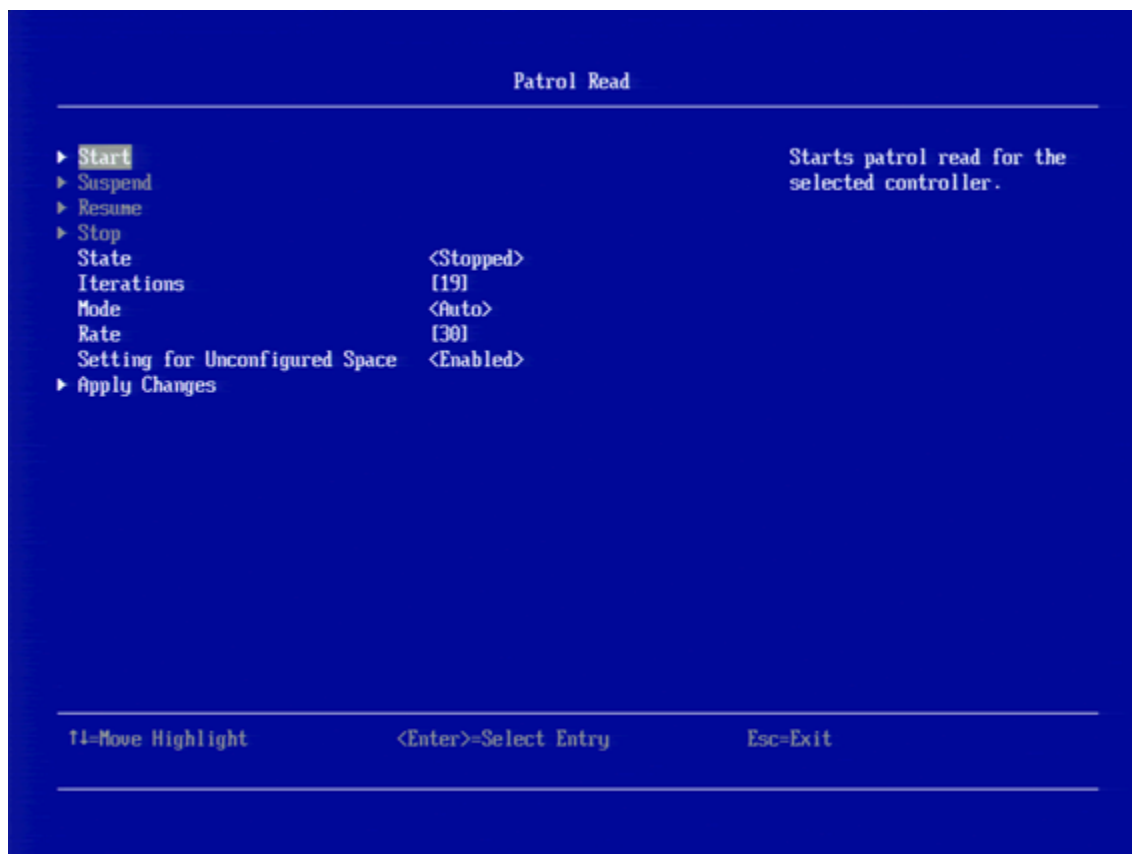 Patrol Read
▶ Start
Starts patrol read for the
selected controller.
▶ Suspend
▶ Resume
▶ Stop
State <Stopped>
Iterations [19]
Mode <Auto>
Rate [30]
Setting for Unconfigured Space <Enabled>
▶ Apply Changes
↑↓=Move Highlight <Enter>=Select Entry Esc=Exit